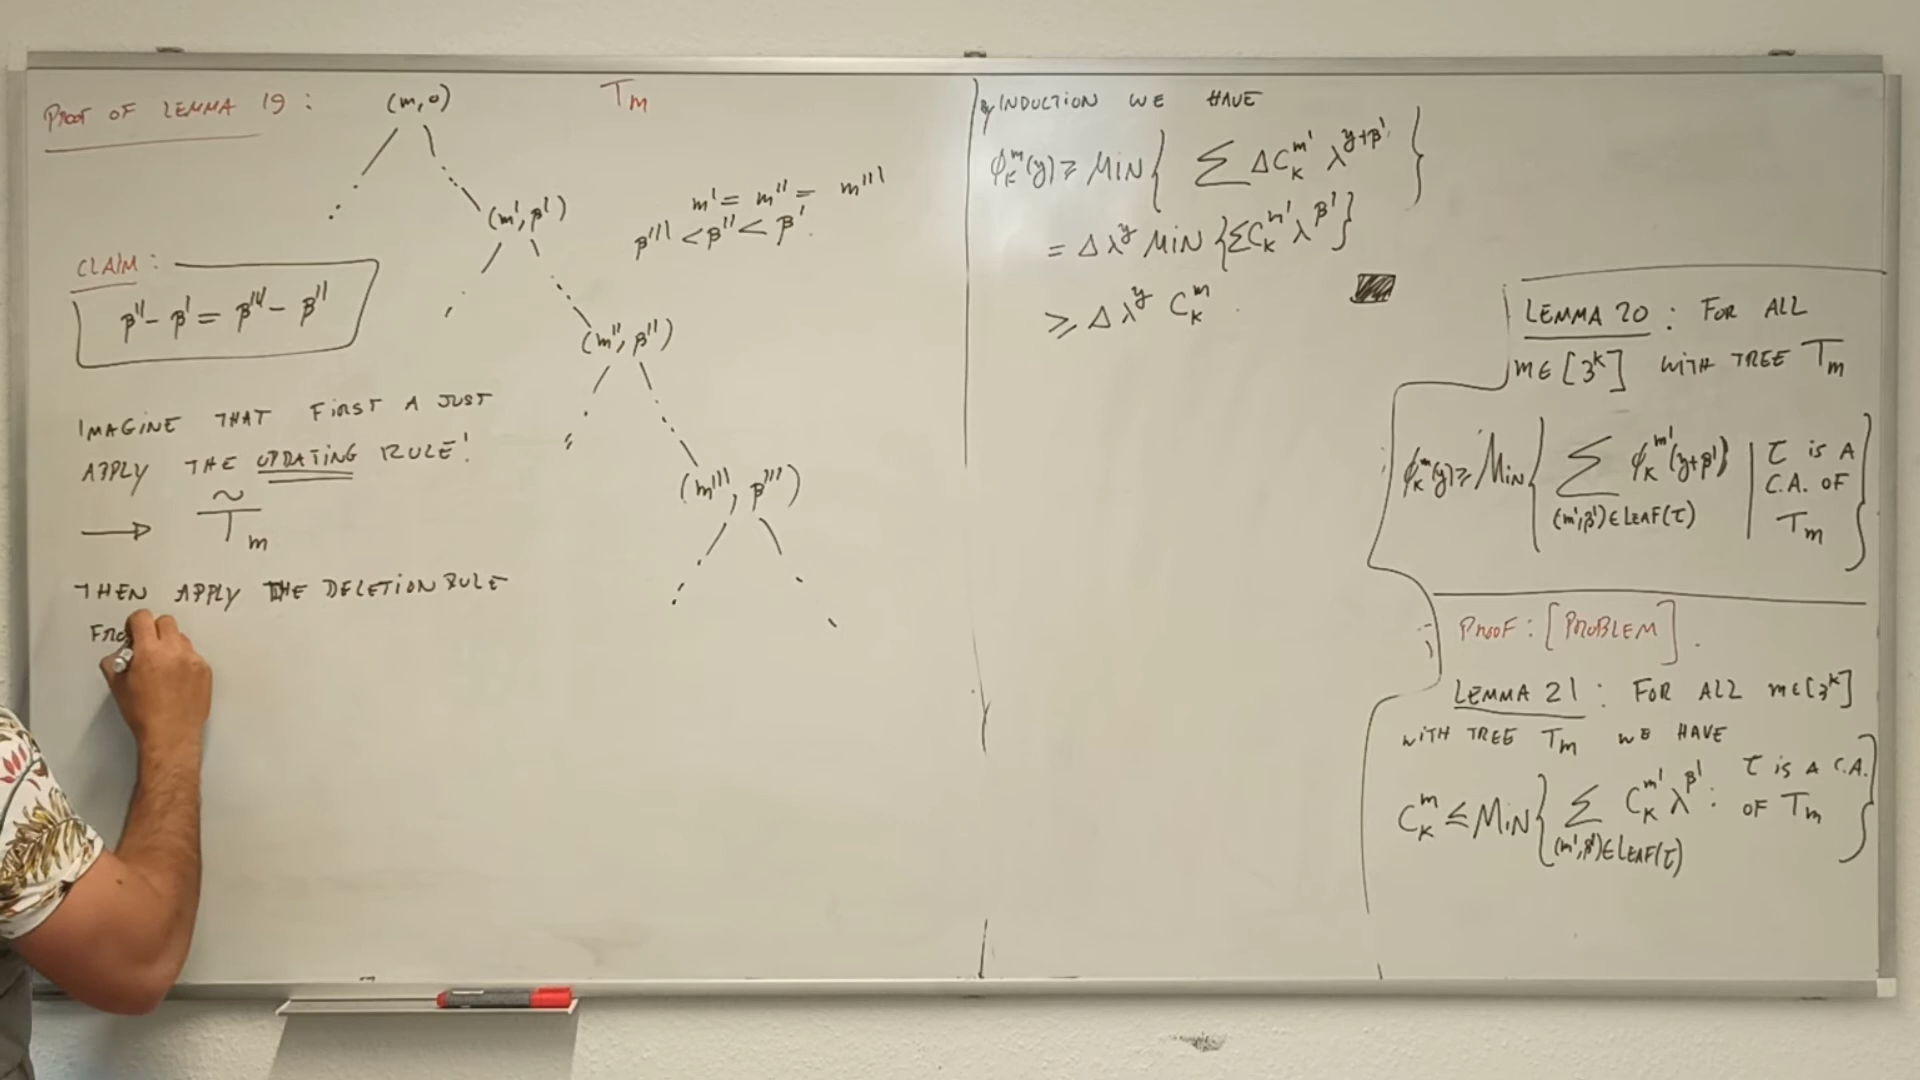 PROOF OF LEMMA 19 :
(m,0)
T_m
(m', β')
m' = m'' = m'''
β''' < β'' < β'
CLAIM :
β'' - β' = β''' - β''
(m'', β'')
IMAGINE THAT FIRST A JUST
APPLY THE UPDATING RULE!
→ T̃_m
(m''', β''')
THEN APPLY THE DELETION RULE
FRO
By INDUCTION WE HAVE
ϕ_k^m(y) ≥ MIN { Σ Δ C_k^{m'} λ^{y+β'} }
= Δ λ^y MIN { Σ C_k^{m'} λ^{β'} }
≥ Δ λ^y C_k^m .
LEMMA 20 : FOR ALL
m ∈ [3^k] WITH TREE T_m
ϕ_k^m(y) ≥ MIN { Σ_{(m',β') ∈ LEAF(τ)} ϕ_k^{m'}(y+β') | τ IS A C.A. OF T_m }
PROOF : [PROBLEM] .
LEMMA 21 : FOR ALL m ∈ [3^k]
WITH TREE T_m WE HAVE
C_k^m ≤ MIN { Σ_{(m',β') ∈ LEAF(τ)} C_k^{m'} λ^{β'} : τ IS A C.A. OF T_m }